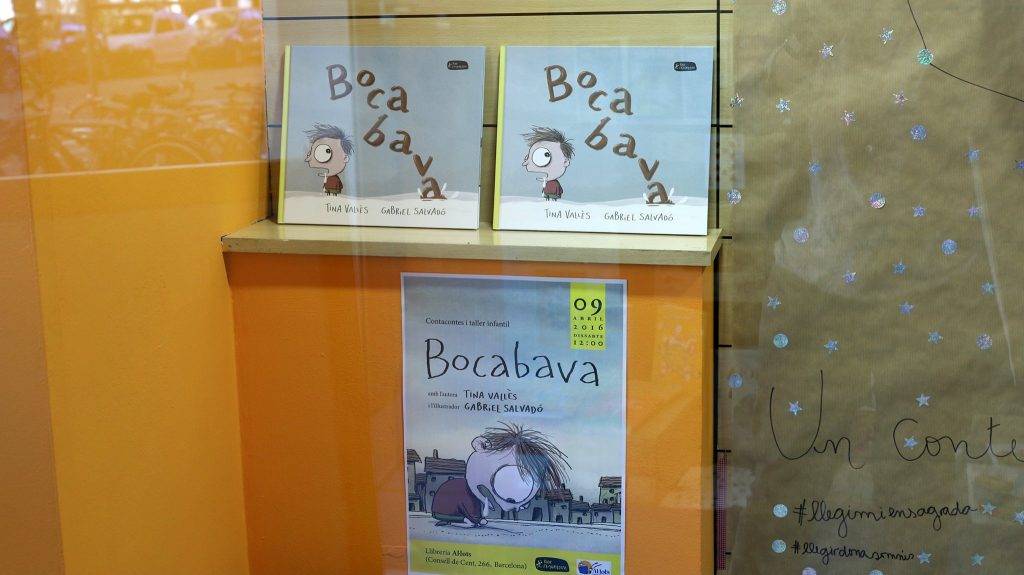 Bocabava
TINA VALLÈS GABRIEL SALVADÓ
Bocabava
TINA VALLÈS GABRIEL SALVADÓ
09
ABRIL
2016
DISSABTE
12:00
Contacontes i taller infantil
Bocabava
amb l'autora TINA VALLÈS
i l'il·lustrador GABRIEL SALVADÓ
Llibreria AHots
(Consell de Cent, 266, Barcelona)
AHots
Un conte
#llegimiensagrada
#llegirdonasomnis